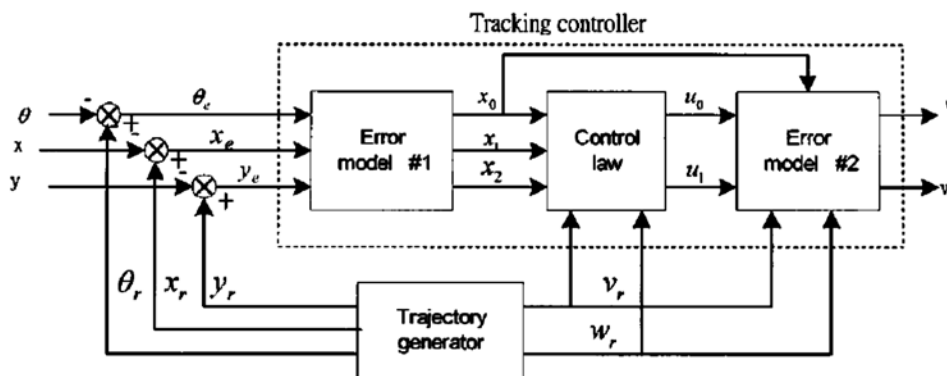 Tracking controller
θ
-
+
θe
x
-
+
xe
y
-
+
ye
Error
model #1
x0
x1
x2
Control
law
u0
u1
Error
model #2
w
θr
xr
yr
Trajectory
generator
vr
wr